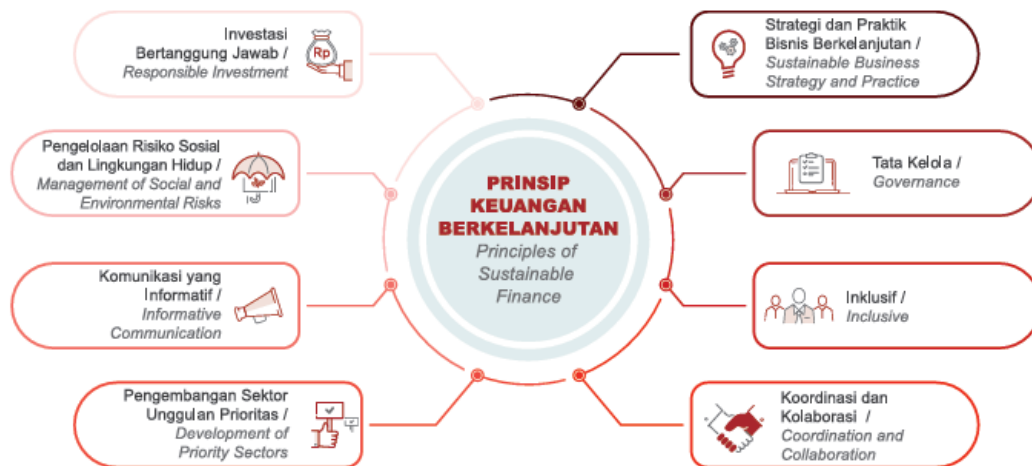 Investasi
Bertanggung Jawab /
Responsible Investment
Rp
Pengelolaan Risiko Sosial
dan Lingkungan Hidup /
Management of Social and
Environmental Risks
Komunikasi yang
Informatif /
Informative
Communication
Pengembangan Sektor
Unggulan Prioritas /
Development of
Priority Sectors
PRINSIP
KEUANGAN
BERKELANJUTAN
Principles of
Sustainable
Finance
Strategi dan Praktik
Bisnis Berkelanjutan /
Sustainable Business
Strategy and Practice
Tata Kelola /
Governance
Inklusif /
Inclusive
Koordinasi dan
Kolaborasi /
Coordination and
Collaboration